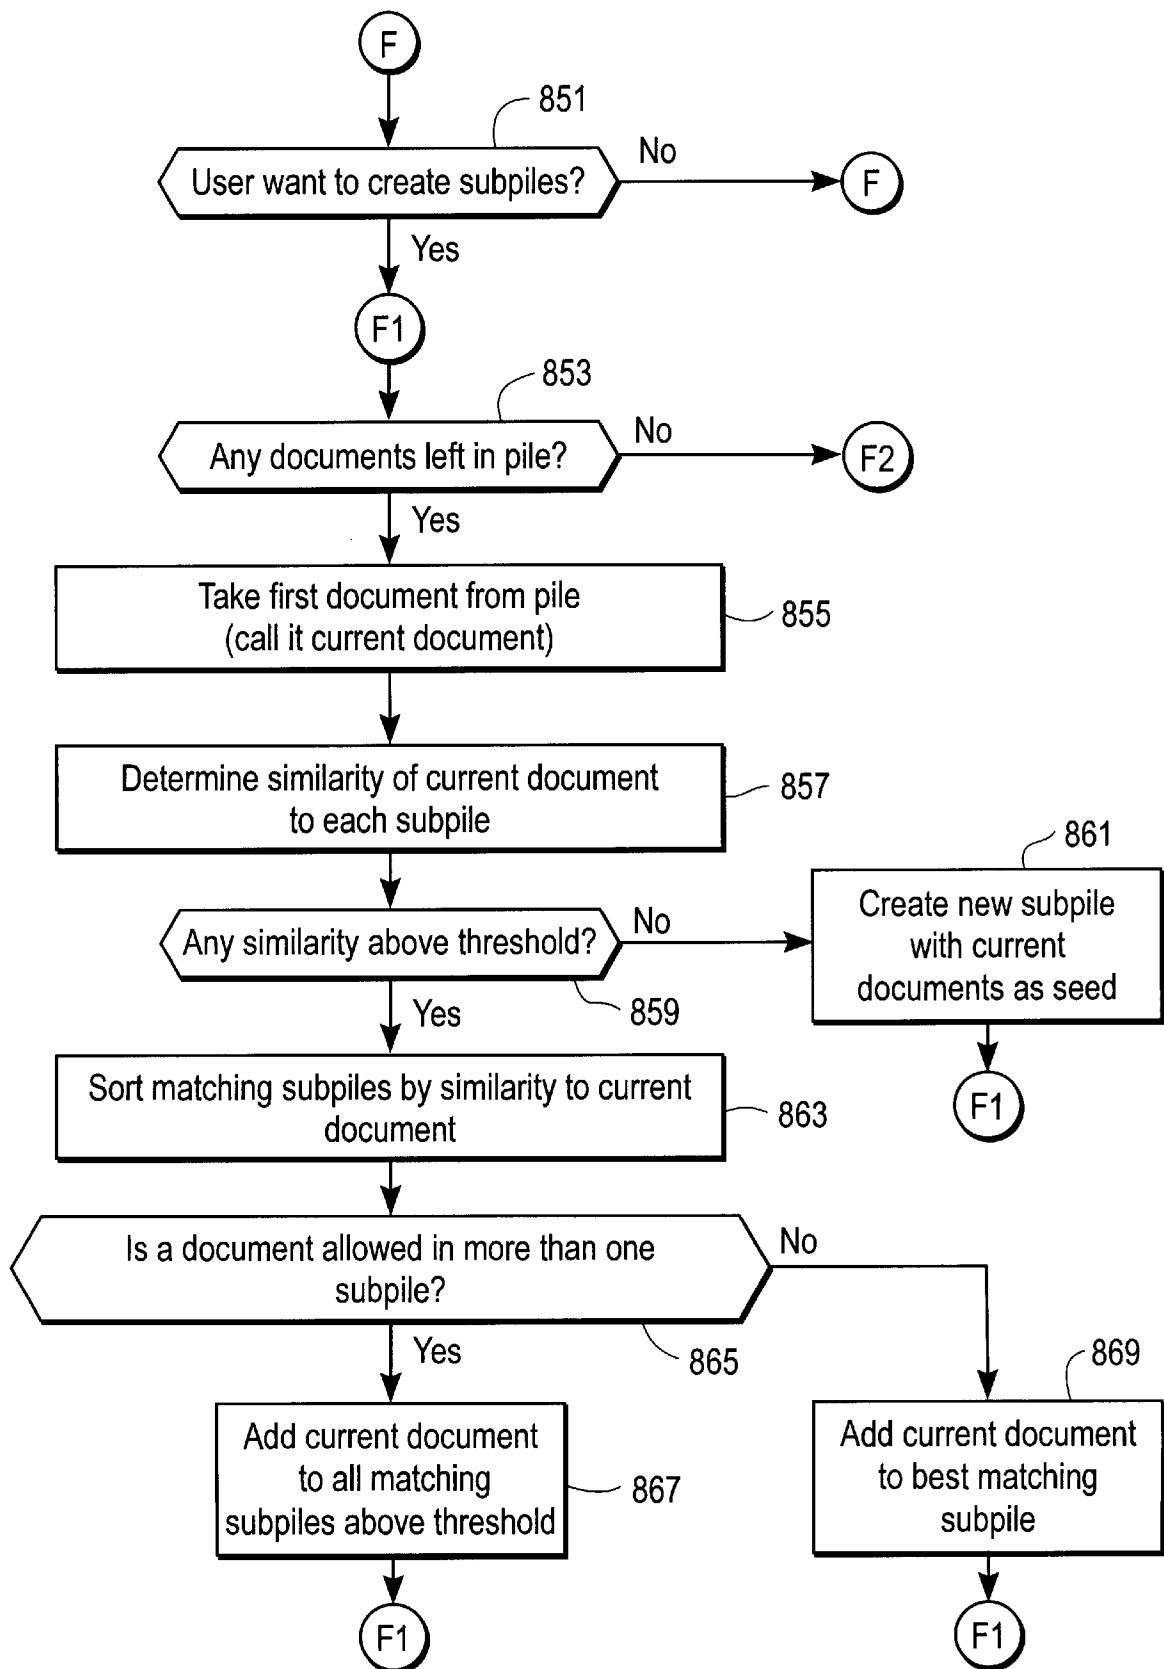 F
851
User want to create subpiles?
No
F
Yes
F1
853
Any documents left in pile?
No
F2
Yes
Take first document from pile
(call it current document)
855
Determine similarity of current document
to each subpile
857
861
Any similarity above threshold?
No
Create new subpile
with current
documents as seed
859
Yes
F1
Sort matching subpiles by similarity to current
document
863
Is a document allowed in more than one
subpile?
No
865
Yes
869
Add current document
to all matching
subpiles above threshold
867
Add current document
to best matching
subpile
F1
F1